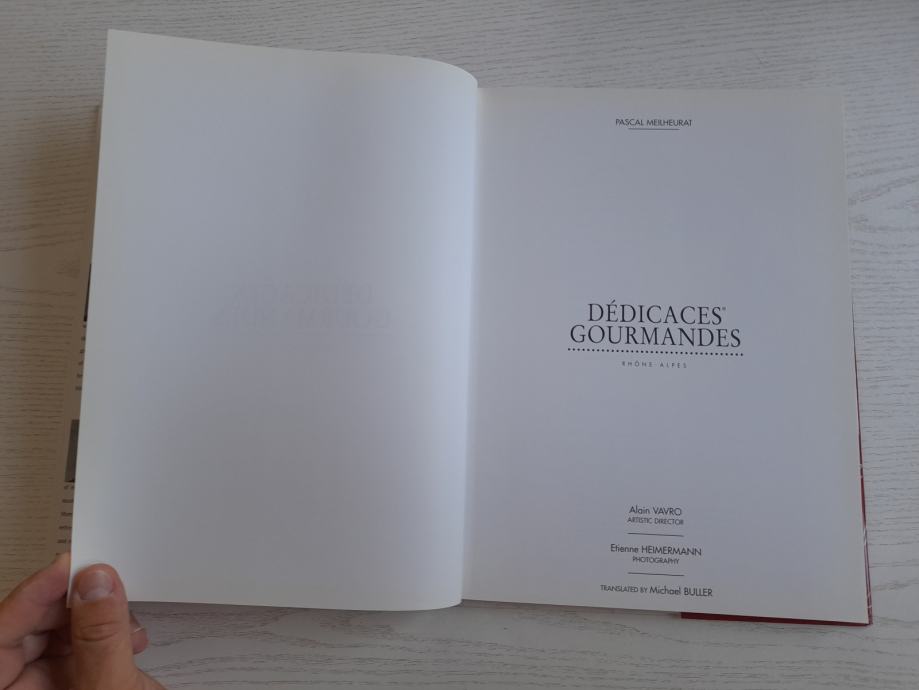 PASCAL MEILHEURAT
DÉDICACES
GOURMANDES
RHÔNE ALPES
Alain VAVRO
ARTISTIC DIRECTOR
Etienne HEIMERMANN
PHOTOGRAPHY
TRANSLATED BY Michael BULLER